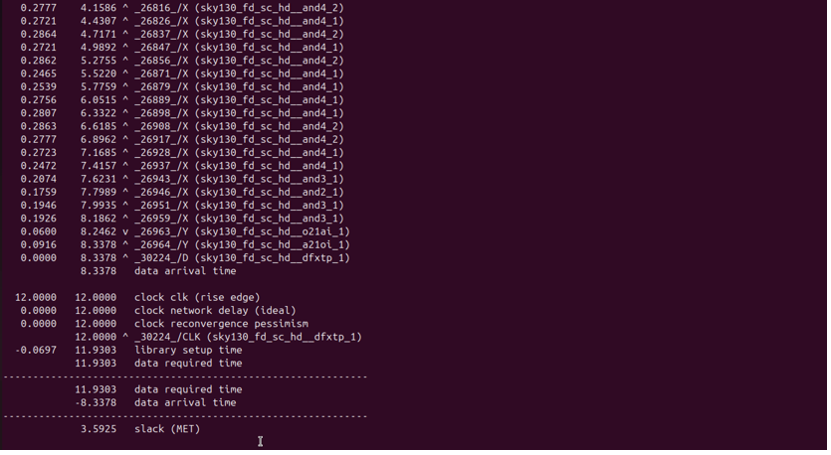 0.2777 4.1586 ^ _26816_/X (sky130_fd_sc_hd__and4_2)
0.2721 4.4307 ^ _26826_/X (sky130_fd_sc_hd__and4_1)
0.2864 4.7171 ^ _26837_/X (sky130_fd_sc_hd__and4_2)
0.2721 4.9892 ^ _26847_/X (sky130_fd_sc_hd__and4_1)
0.2862 5.2755 ^ _26856_/X (sky130_fd_sc_hd__and4_2)
0.2465 5.5220 ^ _26871_/X (sky130_fd_sc_hd__and4_1)
0.2539 5.7759 ^ _26879_/X (sky130_fd_sc_hd__and4_1)
0.2756 6.0515 ^ _26889_/X (sky130_fd_sc_hd__and4_1)
0.2807 6.3322 ^ _26898_/X (sky130_fd_sc_hd__and4_1)
0.2863 6.6185 ^ _26908_/X (sky130_fd_sc_hd__and4_2)
0.2777 6.8962 ^ _26917_/X (sky130_fd_sc_hd__and4_2)
0.2723 7.1685 ^ _26928_/X (sky130_fd_sc_hd__and4_1)
0.2472 7.4157 ^ _26937_/X (sky130_fd_sc_hd__and4_1)
0.2074 7.6231 ^ _26943_/X (sky130_fd_sc_hd__and3_1)
0.1759 7.7989 ^ _26946_/X (sky130_fd_sc_hd__and2_1)
0.1946 7.9935 ^ _26951_/X (sky130_fd_sc_hd__and3_1)
0.1926 8.1862 ^ _26959_/X (sky130_fd_sc_hd__and3_1)
0.0600 8.2462 v _26963_/Y (sky130_fd_sc_hd__o21ai_1)
0.0916 8.3378 ^ _26964_/Y (sky130_fd_sc_hd__a21oi_1)
0.0000 8.3378 ^ _30224_/D (sky130_fd_sc_hd__dfxtp_1)
8.3378 data arrival time
12.0000 12.0000 clock clk (rise edge)
0.0000 12.0000 clock network delay (ideal)
0.0000 12.0000 clock reconvergence pessimism
12.0000 ^ _30224_/CLK (sky130_fd_sc_hd__dfxtp_1)
-0.0697 11.9303 library setup time
11.9303 data required time
---------------------------------------------------------
11.9303 data required time
-8.3378 data arrival time
---------------------------------------------------------
3.5925 slack (MET)